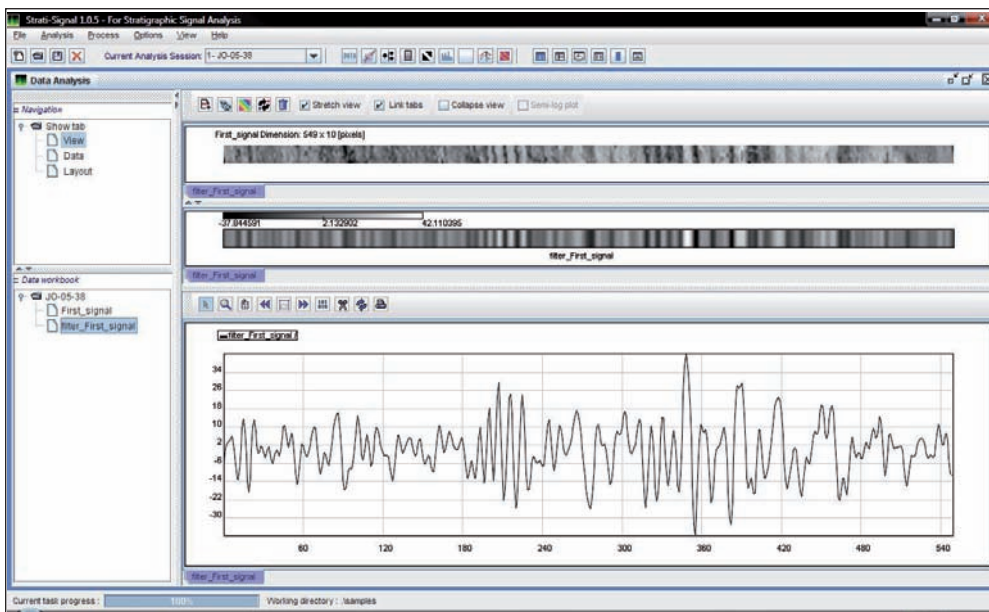 Strati-Signal 1.0.5 - For Stratigraphic Signal Analysis
File Analysis Process Options View Help
Current Analysis Session: 1- JO-05-38
Data Analysis
Navigation
Show tab
View
Data
Layout
Stretch view Link tabs Collapse view Semi-log plot
First_signal Dimension: 549 x 10 [pixels]
filter_First_signal
-37.844591 2.132902 42.110395
filter_First_signal
filter_First_signal
Data workbook
JO-05-38
First_signal
filter_First_signal
filter_First_signal /
34
26
18
10
2
-6
-14
-22
-30
60 120 180 240 300 360 420 480 540
filter_First_signal
Current task progress : 100% Working directory : .\samples